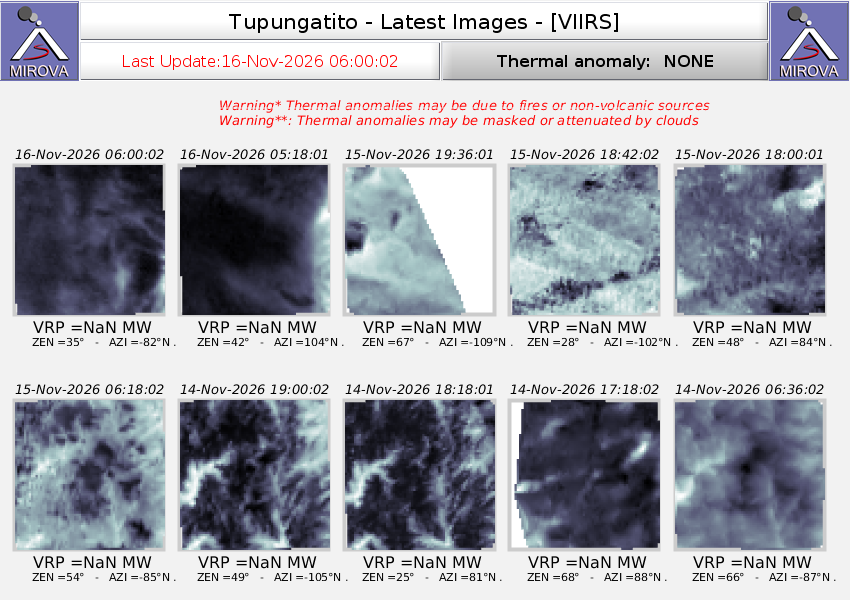 Tupungatito - Latest Images - [VIIRS]
MIROVA
Last Update:16-Nov-2026 06:00:02
Thermal anomaly: NONE
MIROVA
Warning* Thermal anomalies may be due to fires or non-volcanic sources
Warning**: Thermal anomalies may be masked or attenuated by clouds
16-Nov-2026 06:00:02 16-Nov-2026 05:18:01 15-Nov-2026 19:36:01 15-Nov-2026 18:42:02 15-Nov-2026 18:00:01
VRP =NaN MW VRP =NaN MW VRP =NaN MW VRP =NaN MW VRP =NaN MW
ZEN =35° - AZI =-82°N . ZEN =42° - AZI =104°N . ZEN =67° - AZI =-109°N . ZEN =28° - AZI =-102°N . ZEN =48° - AZI =84°N .
15-Nov-2026 06:18:02 14-Nov-2026 19:00:02 14-Nov-2026 18:18:01 14-Nov-2026 17:18:02 14-Nov-2026 06:36:02
VRP =NaN MW VRP =NaN MW VRP =NaN MW VRP =NaN MW VRP =NaN MW
ZEN =54° - AZI =-85°N . ZEN =49° - AZI =-105°N . ZEN =25° - AZI =81°N . ZEN =68° - AZI =88°N . ZEN =66° - AZI =-87°N .